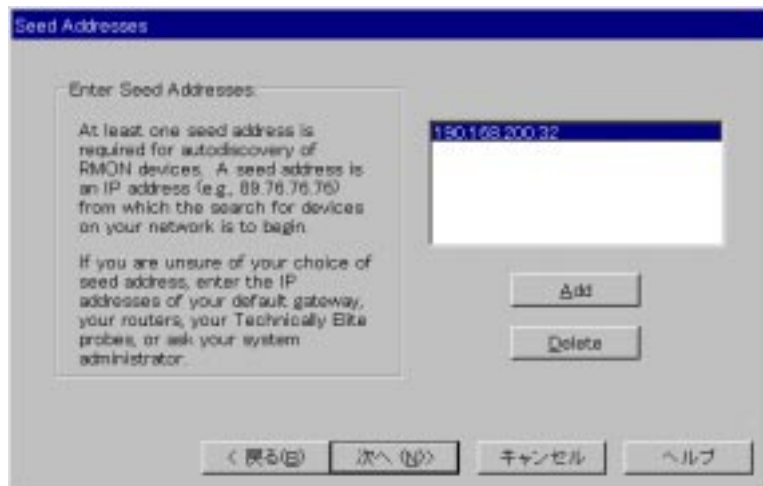 Seed Addresses
Enter Seed Addresses:
At least one seed address is
required for autodiscovery of
RMON devices. A seed address is
an IP address (e.g., 89.76.76.76)
from which the search for devices
on your network is to begin.
If you are unsure of your choice of
seed address, enter the IP
addresses of your default gateway,
your routers, your Technically Elite
probes, or ask your system
administrator.
190.168.200.32
Add
Delete
< 戻る(B)
次へ (N)>
キャンセル
ヘルプ